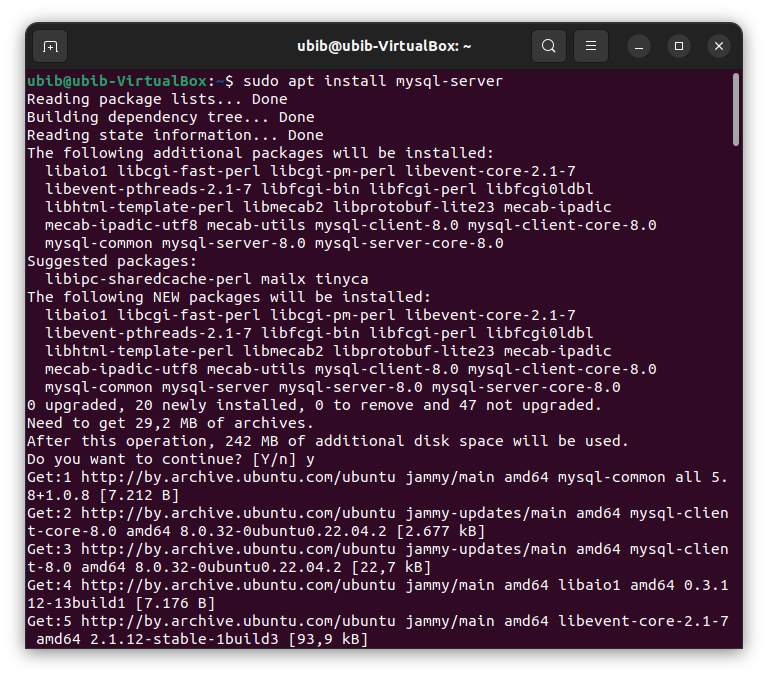 ubib@ubib-VirtualBox: ~
ubib@ubib-VirtualBox:~$ sudo apt install mysql-server
Reading package lists... Done
Building dependency tree... Done
Reading state information... Done
The following additional packages will be installed:
  libaio1 libcgi-fast-perl libcgi-pm-perl libevent-core-2.1-7
  libevent-pthreads-2.1-7 libfcgi-bin libfcgi-perl libfcgi0ldbl
  libhtml-template-perl libmecab2 libprotobuf-lite23 mecab-ipadic
  mecab-ipadic-utf8 mecab-utils mysql-client-8.0 mysql-client-core-8.0
  mysql-common mysql-server-8.0 mysql-server-core-8.0
Suggested packages:
  libipc-sharedcache-perl mailx tinyca
The following NEW packages will be installed:
  libaio1 libcgi-fast-perl libcgi-pm-perl libevent-core-2.1-7
  libevent-pthreads-2.1-7 libfcgi-bin libfcgi-perl libfcgi0ldbl
  libhtml-template-perl libmecab2 libprotobuf-lite23 mecab-ipadic
  mecab-ipadic-utf8 mecab-utils mysql-client-8.0 mysql-client-core-8.0
  mysql-common mysql-server mysql-server-8.0 mysql-server-core-8.0
0 upgraded, 20 newly installed, 0 to remove and 47 not upgraded.
Need to get 29,2 MB of archives.
After this operation, 242 MB of additional disk space will be used.
Do you want to continue? [Y/n] y
Get:1 http://by.archive.ubuntu.com/ubuntu jammy/main amd64 mysql-common all 5.
8+1.0.8 [7.212 B]
Get:2 http://by.archive.ubuntu.com/ubuntu jammy-updates/main amd64 mysql-clien
t-core-8.0 amd64 8.0.32-0ubuntu0.22.04.2 [2.677 kB]
Get:3 http://by.archive.ubuntu.com/ubuntu jammy-updates/main amd64 mysql-clien
t-8.0 amd64 8.0.32-0ubuntu0.22.04.2 [22,7 kB]
Get:4 http://by.archive.ubuntu.com/ubuntu jammy/main amd64 libaio1 amd64 0.3.1
12-13build1 [7.176 B]
Get:5 http://by.archive.ubuntu.com/ubuntu jammy/main amd64 libevent-core-2.1-7
 amd64 2.1.12-stable-1build3 [93,9 kB]